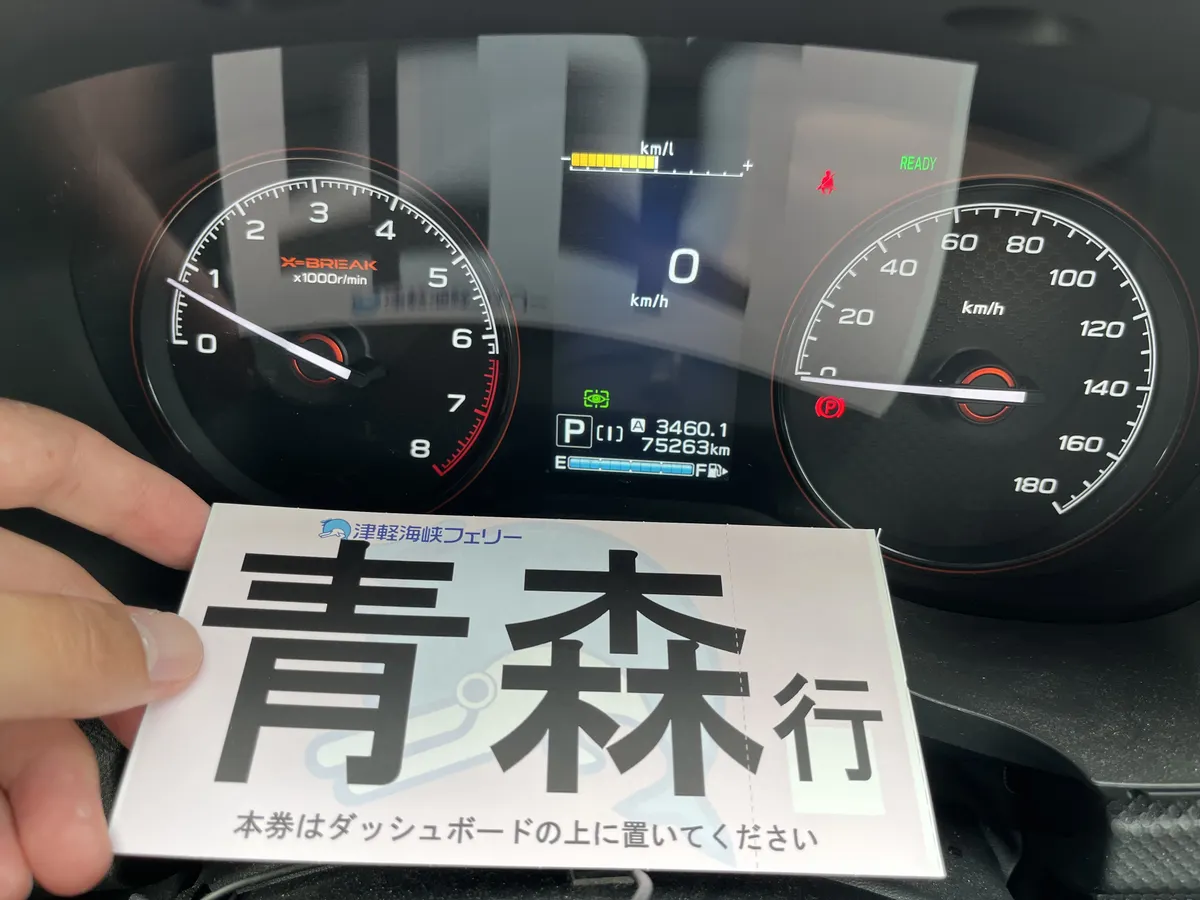 km/l
- +
READY
0
km/h
P [I] A 3460.1
75263km
E F
0 1 2 3 4 5 6 7 8
X-BREAK
x1000r/min
0 20 40 60 80 100 120 140 160 180
km/h
P
津軽海峡フェリー
青森行
本券はダッシュボードの上に置いてください